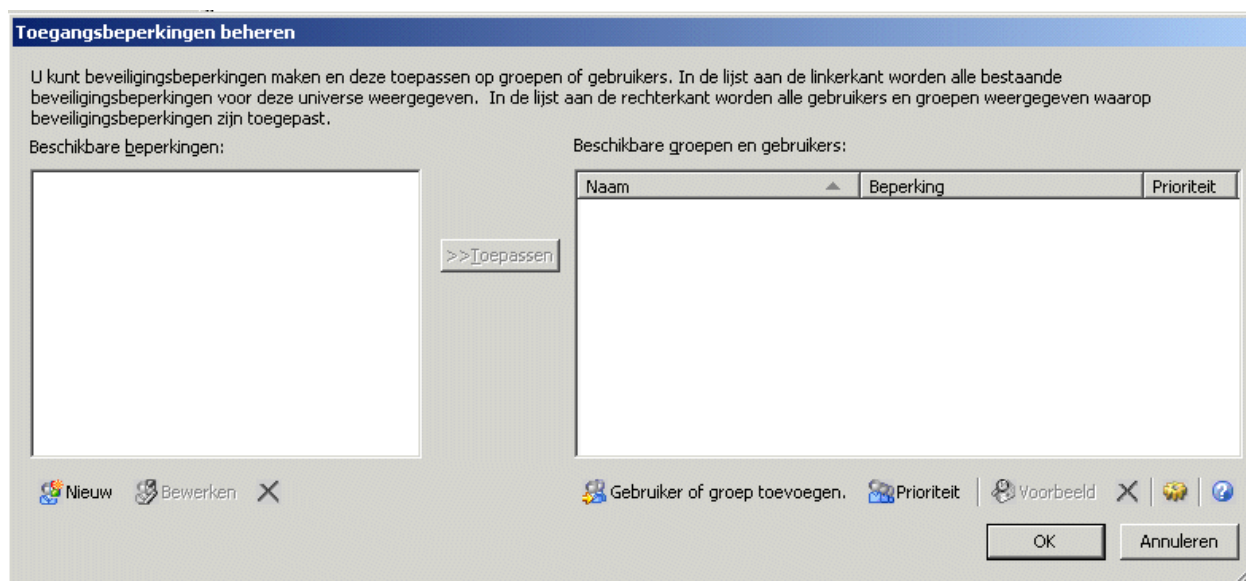 Toegangsbeperkingen beheren
U kunt beveiligingsbeperkingen maken en deze toepassen op groepen of gebruikers. In de lijst aan de linkerkant worden alle bestaande
beveiligingsbeperkingen voor deze universe weergegeven. In de lijst aan de rechterkant worden alle gebruikers en groepen weergegeven waarop
beveiligingsbeperkingen zijn toegepast.
Beschikbare beperkingen:
Beschikbare groepen en gebruikers:
Naam Beperking Prioriteit
>>Toepassen
Nieuw Bewerken
Gebruiker of groep toevoegen. Prioriteit Voorbeeld
OK Annuleren